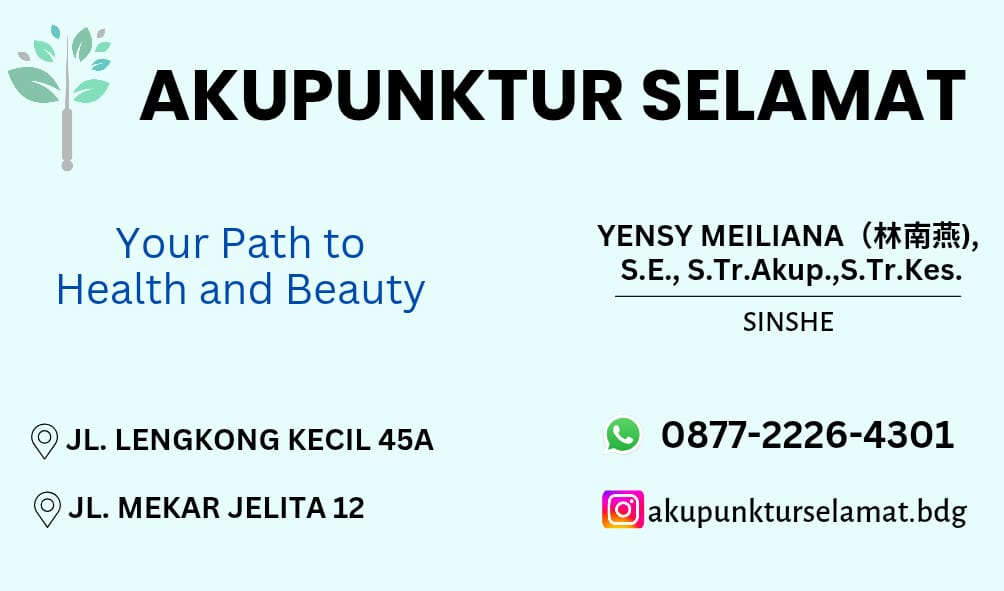 AKUPUNKTUR SELAMAT
Your Path to
Health and Beauty
YENSY MEILIANA（林南燕),
S.E., S.Tr.Akup.,S.Tr.Kes.
SINSHE
JL. LENGKONG KECIL 45A
JL. MEKAR JELITA 12
0877-2226-4301
akupunkturselamat.bdg